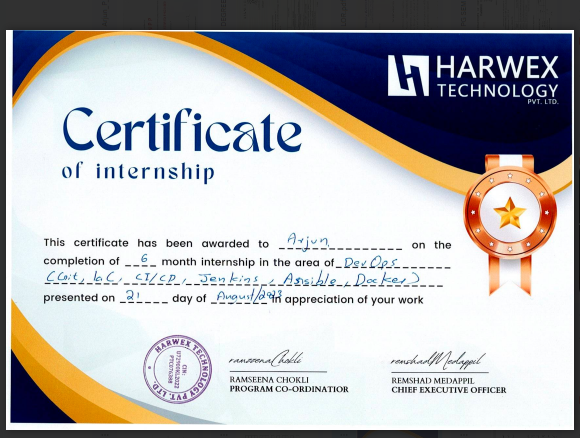 HARWEX
TECHNOLOGY
PVT. LTD.
Certificate
of internship
This certificate has been awarded to Arjun on the
completion of 6 month internship in the area of DevOps
(Git, IaC, CI/CD, Jenkins, Ansible, Docker)
presented on 21 day of August/2023 in appreciation of your work
HARWEX TECHNOLOGY PVT. LTD.
ramseena Chokli
remshad Medappil
RAMSEENA CHOKLI
PROGRAM CO-ORDINATIOR
REMSHAD MEDAPPIL
CHIEF EXECUTIVE OFFICER